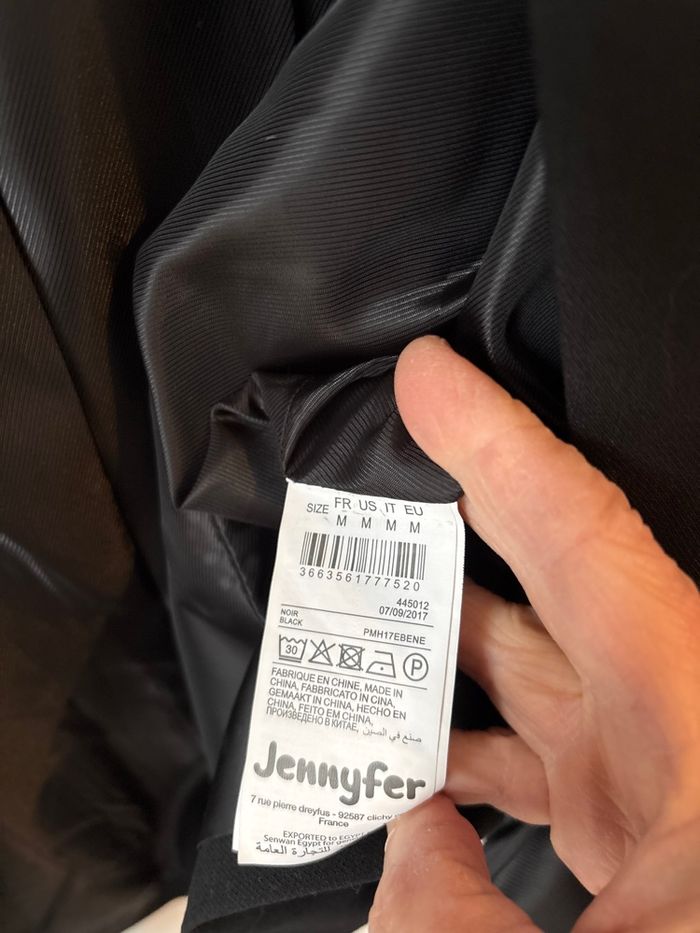 SIZE FR US IT EU
M M M M
3663561777520
445012
07/09/2017
NOIR
BLACK
PMH17EBENE
30 P
FABRIQUE EN CHINE, MADE IN
CHINA, FABBRICATO IN CINA,
GEMAAKT IN CHINA, HECHO EN
CHINA, FEITO EM CHINA,
ПРОИЗВЕДЕНО В КИТАЕ, صنع في الصين
Jennyfer
7 rue pierre dreyfus - 92587 clichy
France
EXPORTED to EGYPT
Senwan Egypt for
للتجارة العامة